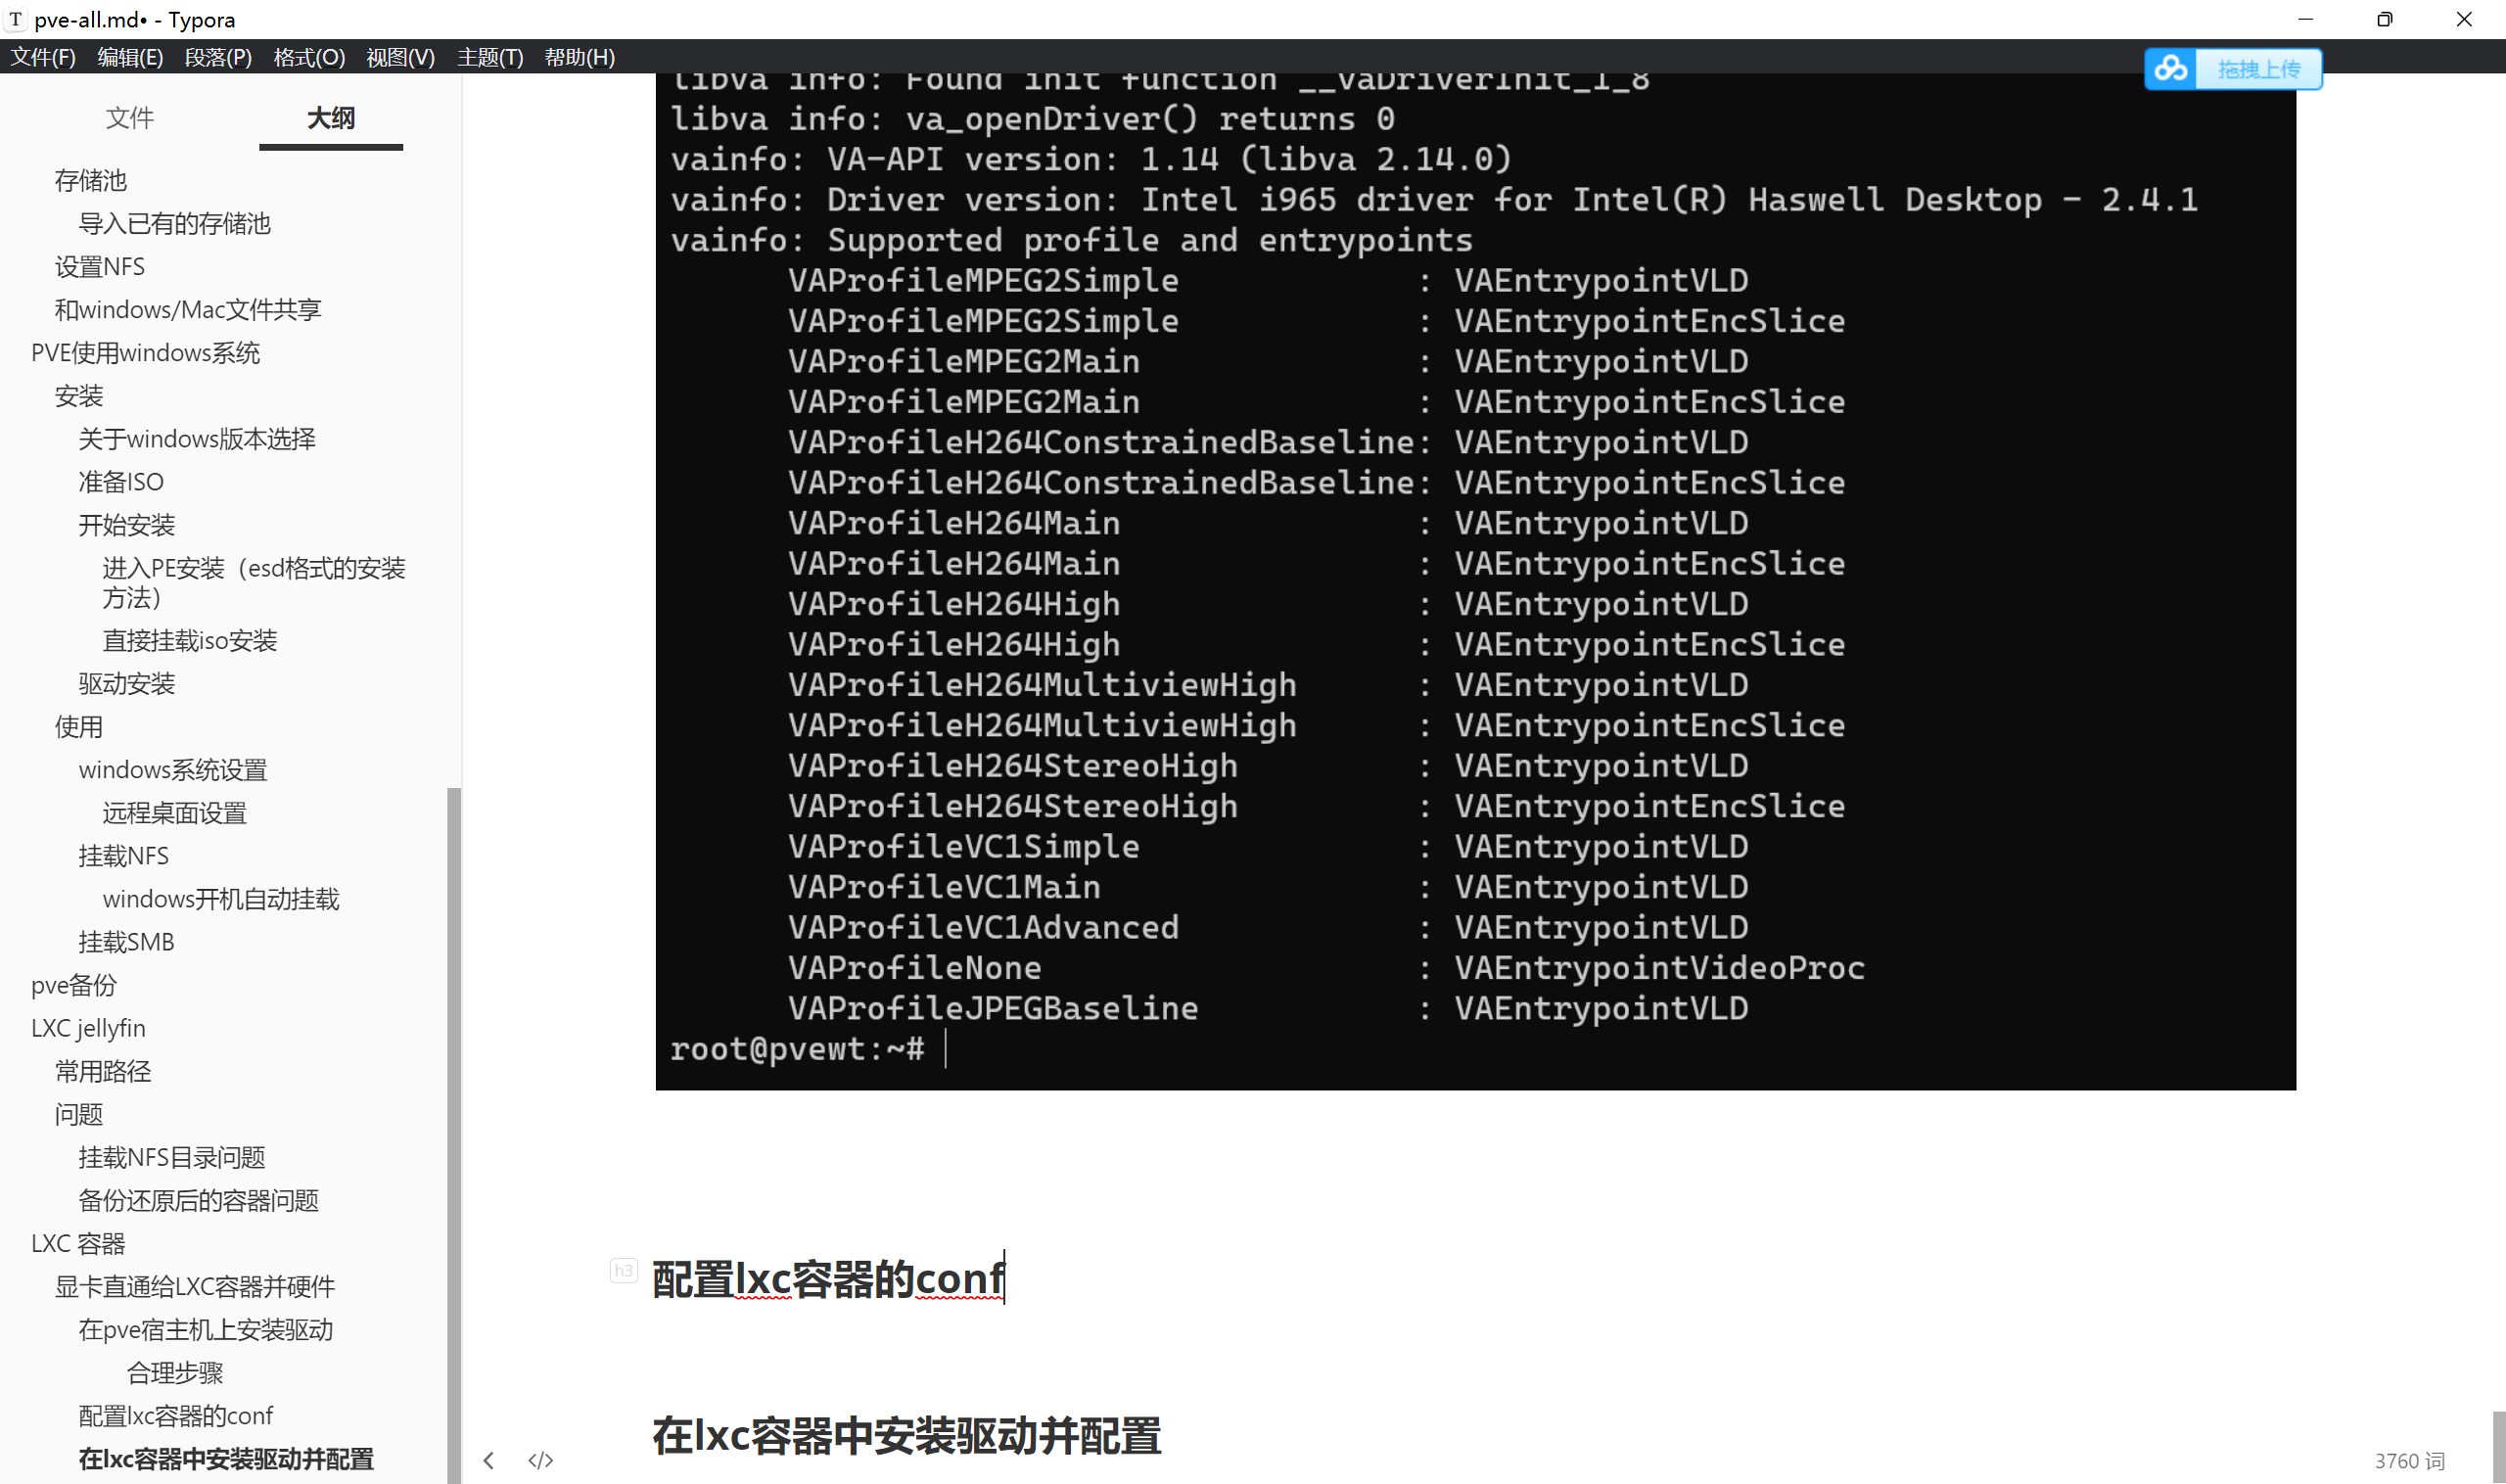 pve-all.md• - Typora
文件(F) 编辑(E) 段落(P) 格式(O) 视图(V) 主题(T) 帮助(H)
拖拽上传
文件 大纲
存储池
导入已有的存储池
设置NFS
和windows/Mac文件共享
PVE使用windows系统
安装
关于windows版本选择
准备ISO
开始安装
进入PE安装（esd格式的安装
方法）
直接挂载iso安装
驱动安装
使用
windows系统设置
远程桌面设置
挂载NFS
windows开机自动挂载
挂载SMB
pve备份
LXC jellyfin
常用路径
问题
挂载NFS目录问题
备份还原后的容器问题
LXC 容器
显卡直通给LXC容器并硬件
在pve宿主机上安装驱动
合理步骤
配置lxc容器的conf
在lxc容器中安装驱动并配置
libva info: Found init function __vaDriverInit_1_8
libva info: va_openDriver() returns 0
vainfo: VA-API version: 1.14 (libva 2.14.0)
vainfo: Driver version: Intel i965 driver for Intel(R) Haswell Desktop - 2.4.1
vainfo: Supported profile and entrypoints
VAProfileMPEG2Simple : VAEntrypointVLD
VAProfileMPEG2Simple : VAEntrypointEncSlice
VAProfileMPEG2Main : VAEntrypointVLD
VAProfileMPEG2Main : VAEntrypointEncSlice
VAProfileH264ConstrainedBaseline: VAEntrypointVLD
VAProfileH264ConstrainedBaseline: VAEntrypointEncSlice
VAProfileH264Main : VAEntrypointVLD
VAProfileH264Main : VAEntrypointEncSlice
VAProfileH264High : VAEntrypointVLD
VAProfileH264High : VAEntrypointEncSlice
VAProfileH264MultiviewHigh : VAEntrypointVLD
VAProfileH264MultiviewHigh : VAEntrypointEncSlice
VAProfileH264StereoHigh : VAEntrypointVLD
VAProfileH264StereoHigh : VAEntrypointEncSlice
VAProfileVC1Simple : VAEntrypointVLD
VAProfileVC1Main : VAEntrypointVLD
VAProfileVC1Advanced : VAEntrypointVLD
VAProfileNone : VAEntrypointVideoProc
VAProfileJPEGBaseline : VAEntrypointVLD
root@pvewt:~#
h3 配置lxc容器的conf
在lxc容器中安装驱动并配置
3760 词